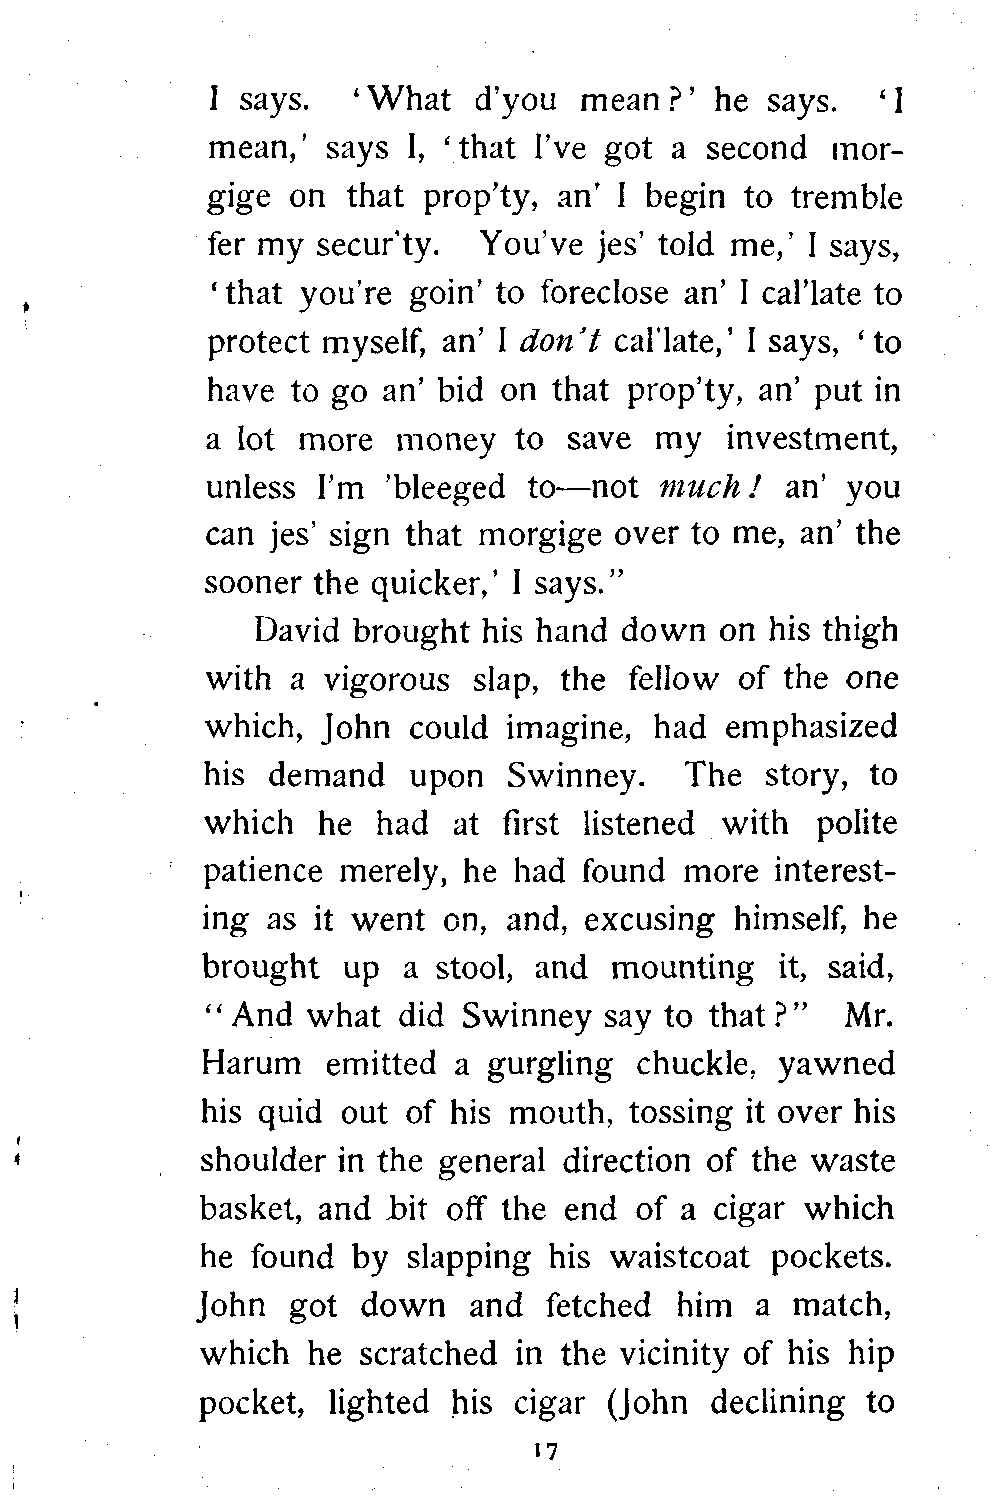 I says. ‘What d'you mean?’ he says. ‘I
mean,’ says I, ‘that I've got a second mor-
gige on that prop'ty, an' I begin to tremble
fer my secur'ty. You've jes' told me,’ I says,
‘that you're goin' to foreclose an' I cal'late to
protect myself, an' I don't cal'late,’ I says, ‘to
have to go an' bid on that prop'ty, an' put in
a lot more money to save my investment,
unless I'm 'bleeged to—not much! an' you
can jes' sign that morgige over to me, an' the
sooner the quicker,’ I says.”
David brought his hand down on his thigh
with a vigorous slap, the fellow of the one
which, John could imagine, had emphasized
his demand upon Swinney. The story, to
which he had at first listened with polite
patience merely, he had found more interest-
ing as it went on, and, excusing himself, he
brought up a stool, and mounting it, said,
“And what did Swinney say to that?” Mr.
Harum emitted a gurgling chuckle, yawned
his quid out of his mouth, tossing it over his
shoulder in the general direction of the waste
basket, and bit off the end of a cigar which
he found by slapping his waistcoat pockets.
John got down and fetched him a match,
which he scratched in the vicinity of his hip
pocket, lighted his cigar (John declining to
17